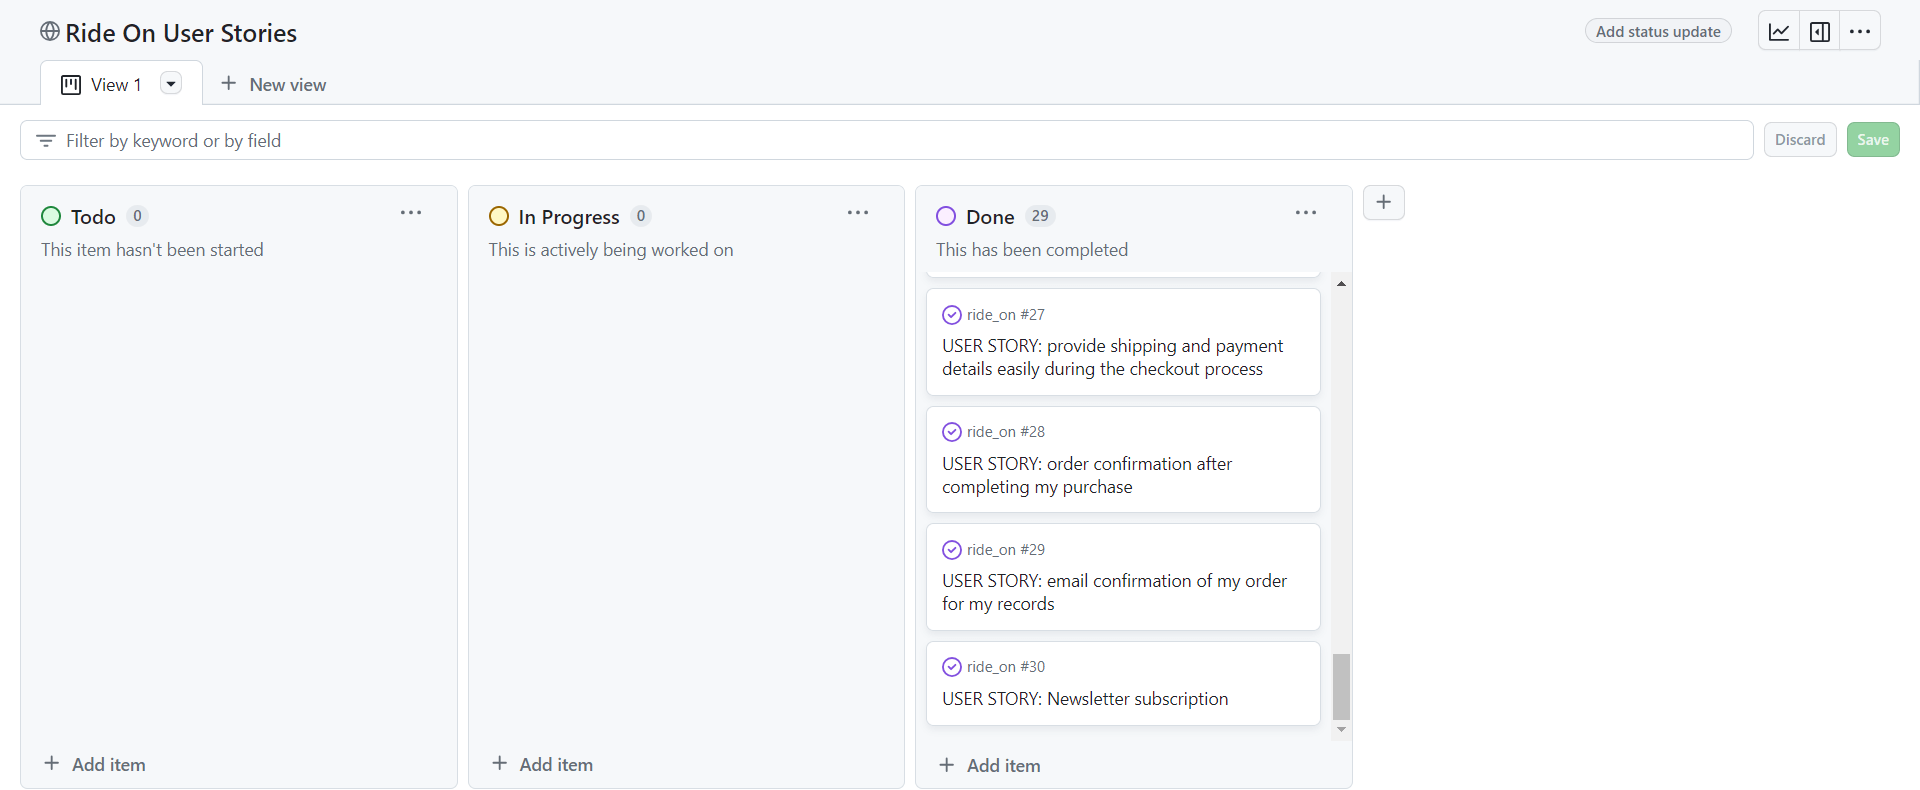 Ride On User Stories
Add status update
View 1
New view
Filter by keyword or by field
Discard
Save
Todo 0
This item hasn't been started
Add item
In Progress 0
This is actively being worked on
Add item
Done 29
This has been completed
ride_on #27
USER STORY: provide shipping and payment
details easily during the checkout process
ride_on #28
USER STORY: order confirmation after
completing my purchase
ride_on #29
USER STORY: email confirmation of my order
for my records
ride_on #30
USER STORY: Newsletter subscription
Add item